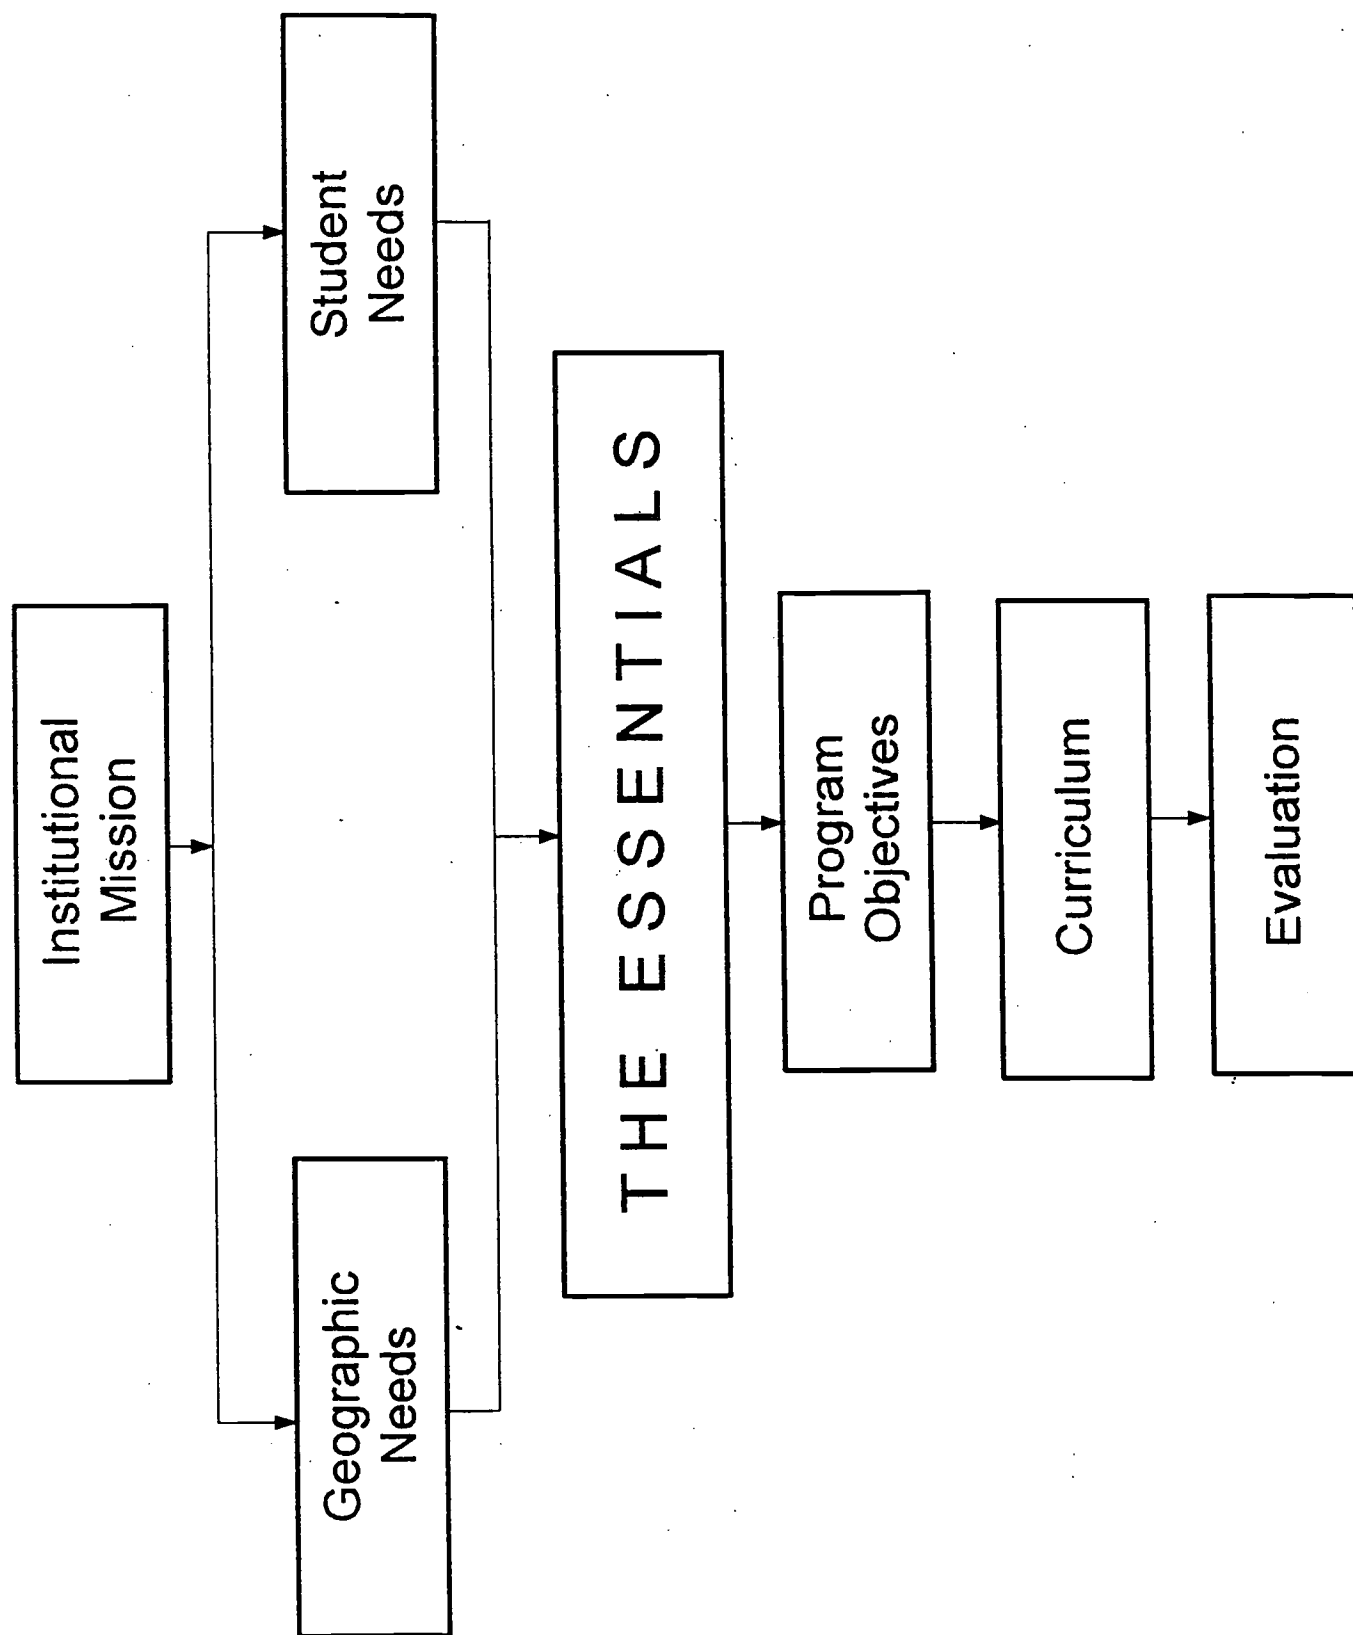 Institutional
Mission
Geographic
Needs
Student
Needs
THE ESSENTIALS
Program
Objectives
Curriculum
Evaluation